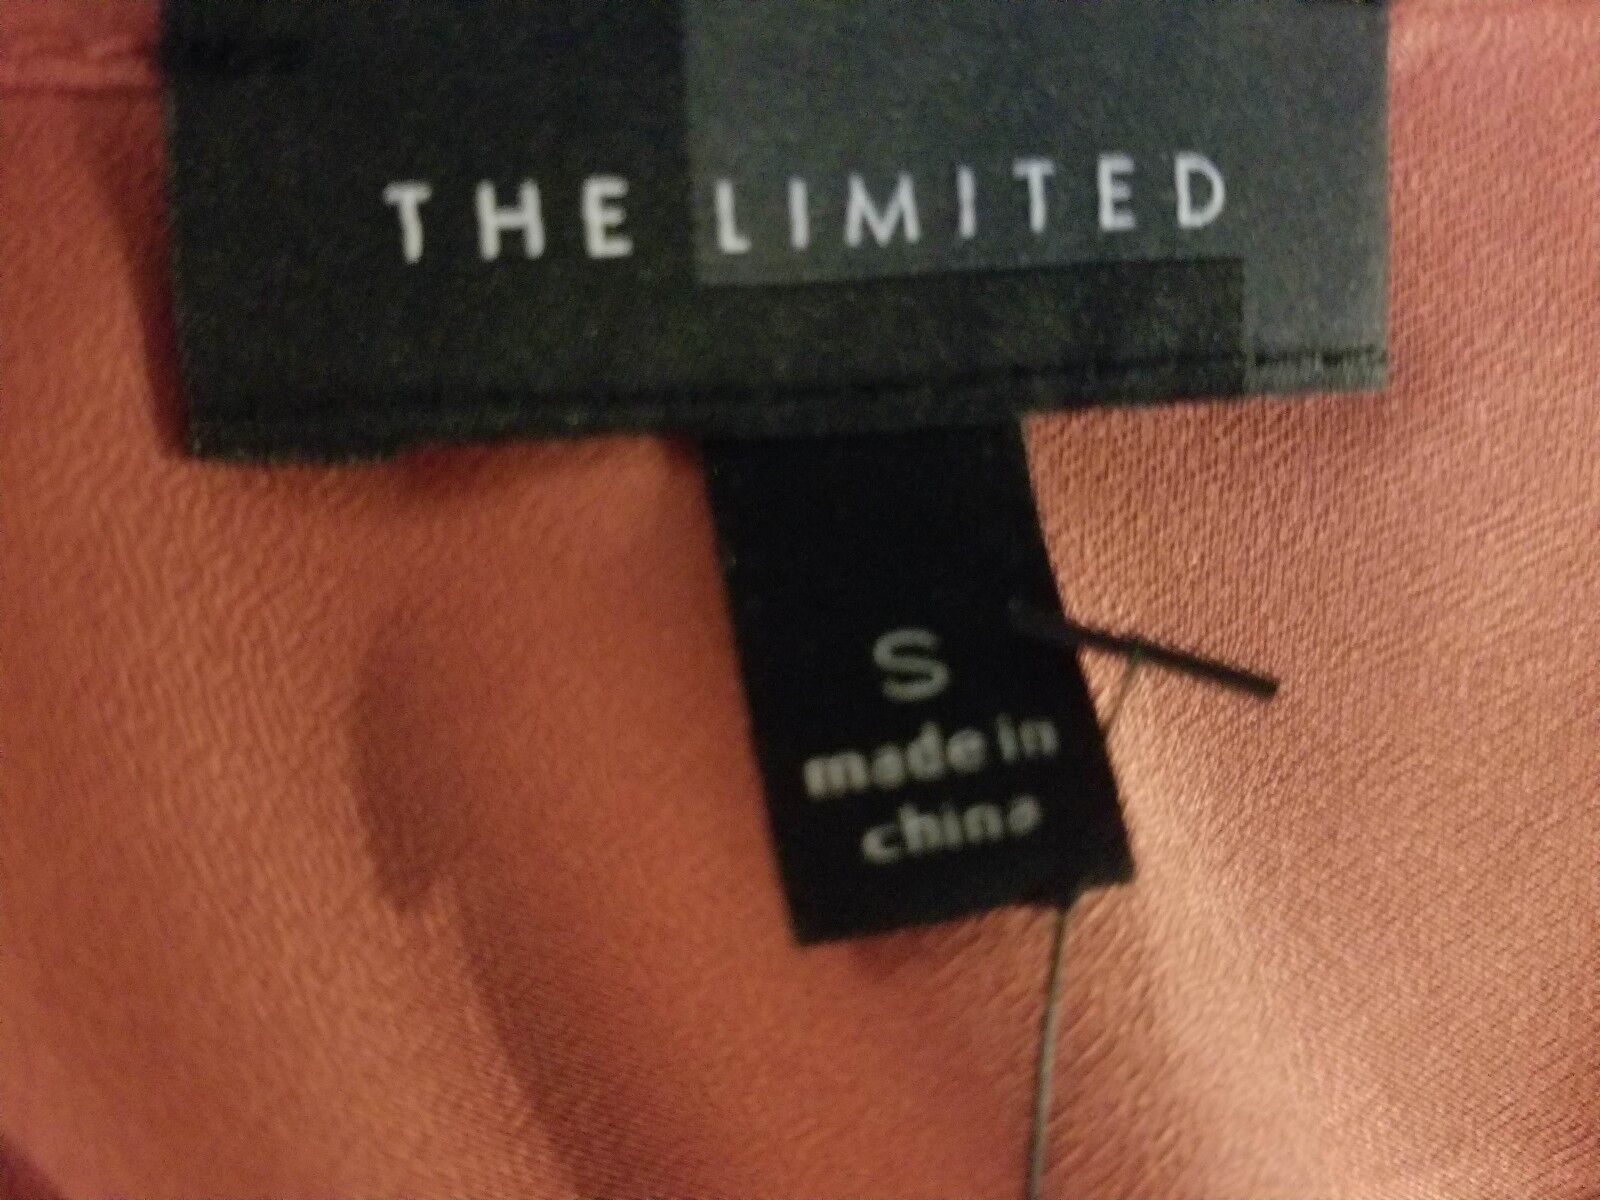 THE LIMITED
S
made in
china